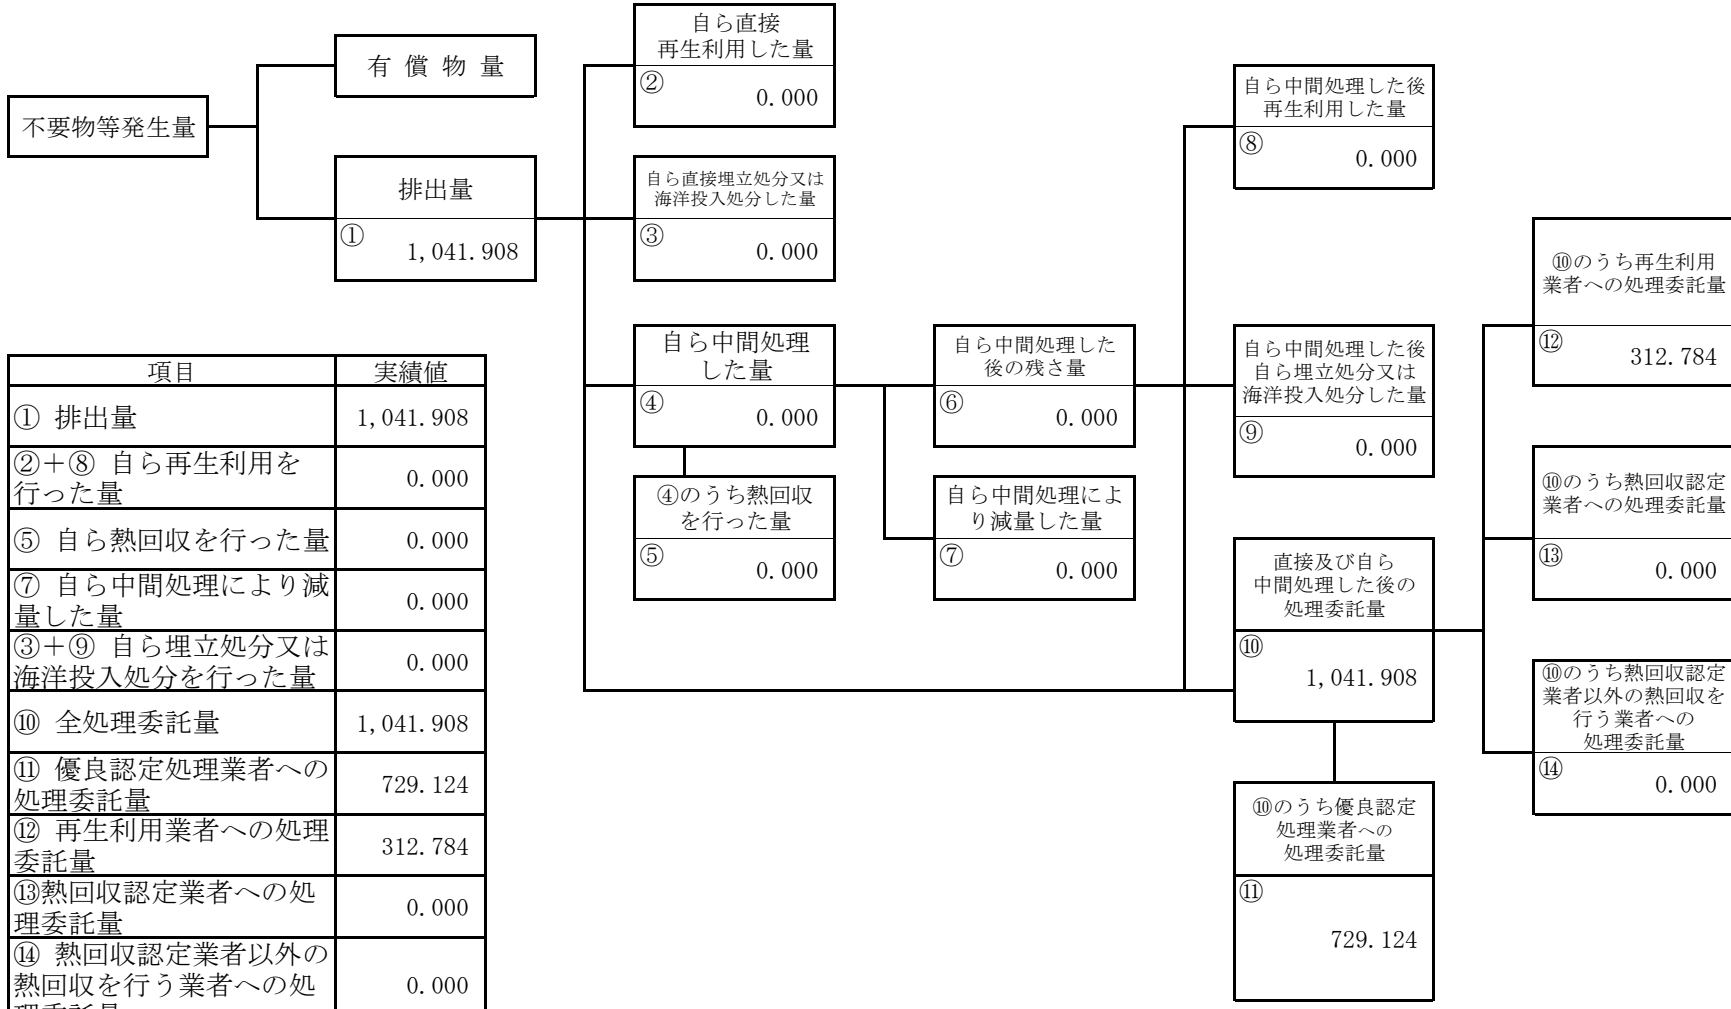 不要物等発生量
有 償 物 量
排出量
①
1,041.908
自ら直接
再生利用した量
②
0.000
自ら直接埋立処分又は
海洋投入処分した量
③
0.000
自ら中間処理
した量
④
0.000
④のうち熱回収
を行った量
⑤
0.000
自ら中間処理した
後の残さ量
⑥
0.000
自ら中間処理によ
り減量した量
⑦
0.000
自ら中間処理した後
再生利用した量
⑧
0.000
自ら中間処理した後
自ら埋立処分又は
海洋投入処分した量
⑨
0.000
直接及び自ら
中間処理した後の
処理委託量
⑩
1,041.908
⑩のうち優良認定
処理業者への
処理委託量
⑪
729.124
⑩のうち再生利用
業者への処理委託量
⑫
312.784
⑩のうち熱回収認定
業者への処理委託量
⑬
0.000
⑩のうち熱回収認定
業者以外の熱回収を
行う業者への
処理委託量
⑭
0.000
項目 実績値
① 排出量 1,041.908
②+⑧ 自ら再生利用を
行った量 0.000
⑤ 自ら熱回収を行った量 0.000
⑦ 自ら中間処理により減
量した量 0.000
③+⑨ 自ら埋立処分又は
海洋投入処分を行った量 0.000
⑩ 全処理委託量 1,041.908
⑪ 優良認定処理業者への
処理委託量 729.124
⑫ 再生利用業者への処理
委託量 312.784
⑬熱回収認定業者への処
理委託量 0.000
⑭ 熱回収認定業者以外の
熱回収を行う業者への処 0.000